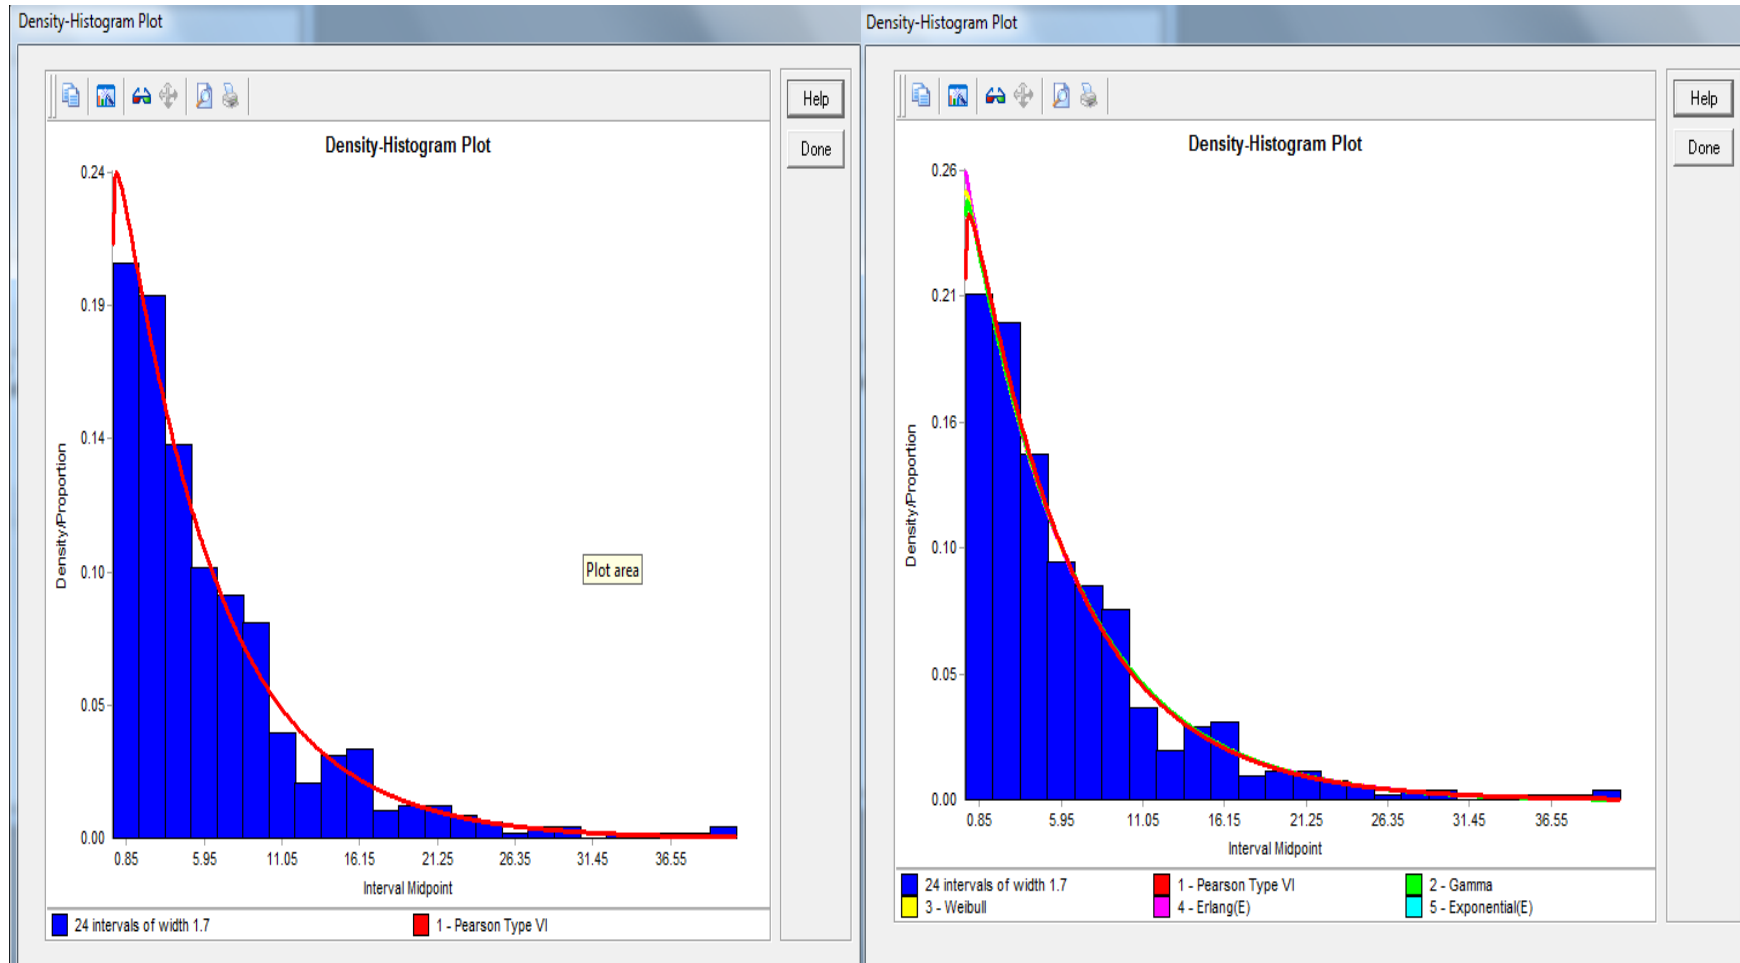 Density-Histogram Plot
Help
Done
Density-Histogram Plot
0.24
0.19
0.14
0.10
0.05
0.00
Density/Proportion
Plot area
0.85 5.95 11.05 16.15 21.25 26.35 31.45 36.55
Interval Midpoint
24 intervals of width 1.7 1 - Pearson Type VI
Density-Histogram Plot
Help
Done
Density-Histogram Plot
0.26
0.21
0.16
0.10
0.05
0.00
Density/Proportion
0.85 5.95 11.05 16.15 21.25 26.35 31.45 36.55
Interval Midpoint
24 intervals of width 1.7 1 - Pearson Type VI 2 - Gamma
3 - Weibull 4 - Erlang(E) 5 - Exponential(E)